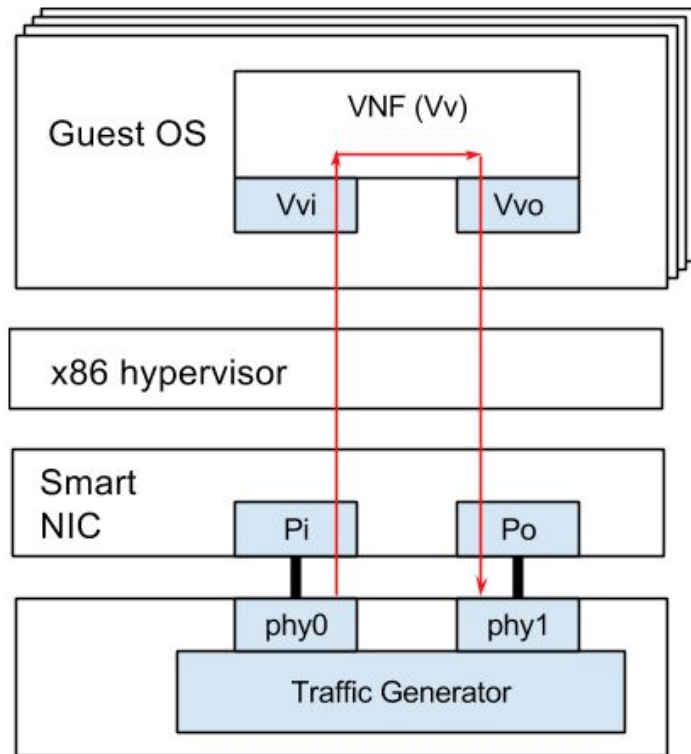 VNF (Vv)
Guest OS
Vvi
Vvo
x86 hypervisor
Smart
NIC
Pi
Po
phy0
phy1
Traffic Generator